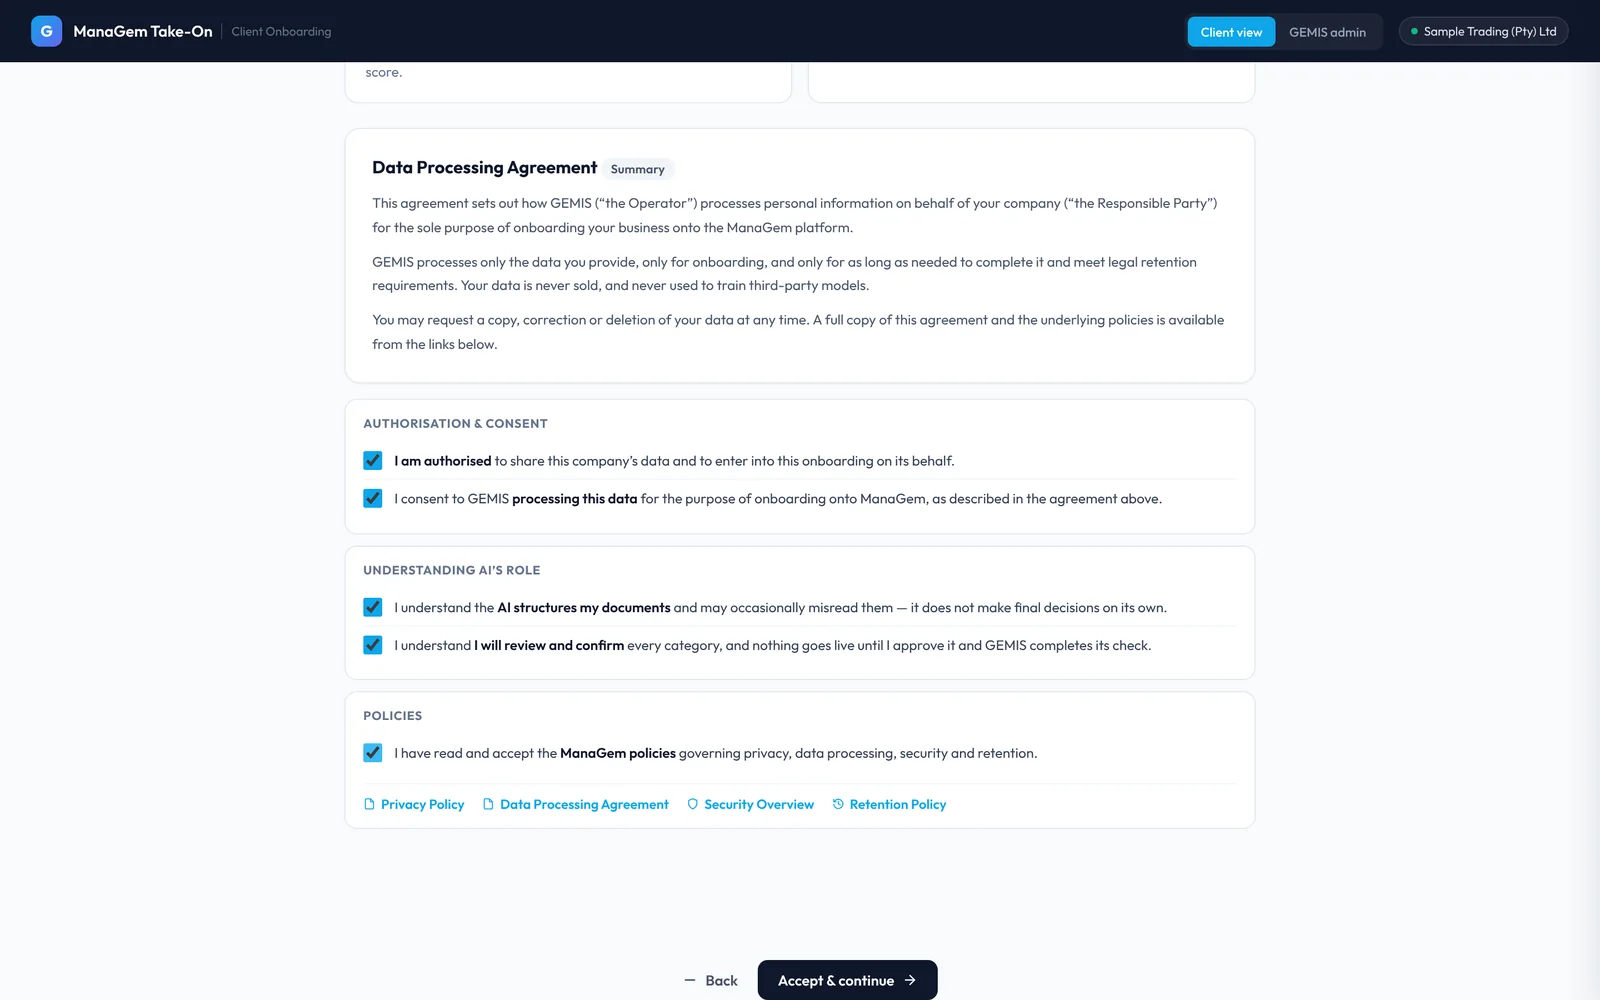 G ManaGem Take-On Client Onboarding
Client view GEMIS admin Sample Trading (Pty) Ltd
score.
Data Processing Agreement Summary
This agreement sets out how GEMIS (“the Operator”) processes personal information on behalf of your company (“the Responsible Party”)
for the sole purpose of onboarding your business onto the ManaGem platform.
GEMIS processes only the data you provide, only for onboarding, and only for as long as needed to complete it and meet legal retention
requirements. Your data is never sold, and never used to train third-party models.
You may request a copy, correction or deletion of your data at any time. A full copy of this agreement and the underlying policies is available
from the links below.
AUTHORISATION & CONSENT
I am authorised to share this company’s data and to enter into this onboarding on its behalf.
I consent to GEMIS processing this data for the purpose of onboarding onto ManaGem, as described in the agreement above.
UNDERSTANDING AI’S ROLE
I understand the AI structures my documents and may occasionally misread them — it does not make final decisions on its own.
I understand I will review and confirm every category, and nothing goes live until I approve it and GEMIS completes its check.
POLICIES
I have read and accept the ManaGem policies governing privacy, data processing, security and retention.
Privacy Policy Data Processing Agreement Security Overview Retention Policy
Back Accept & continue →